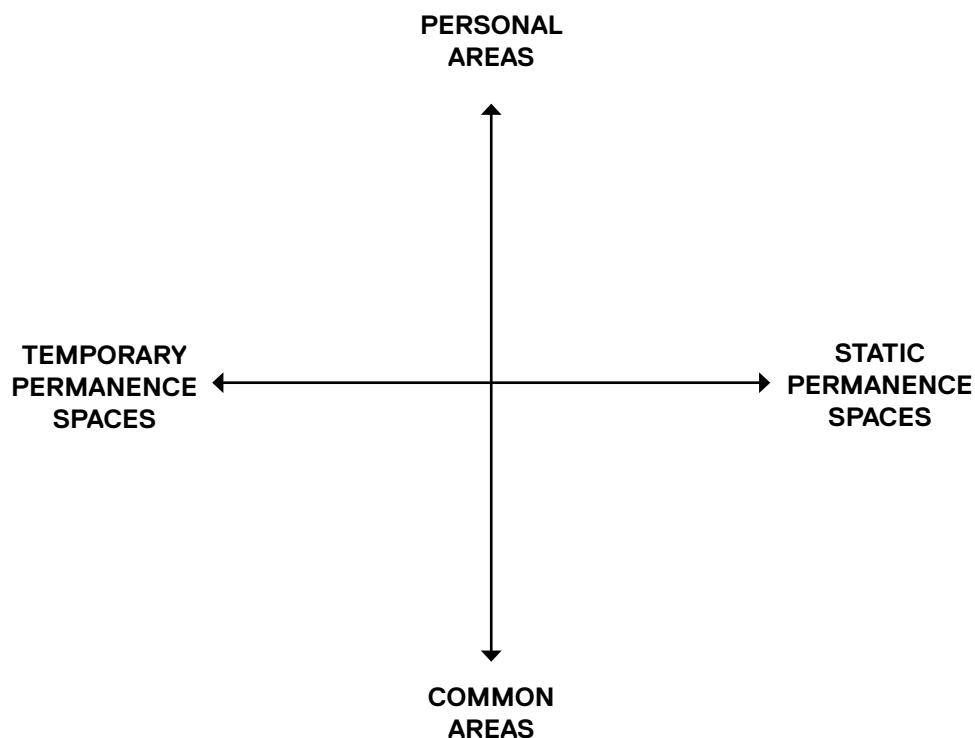 PERSONAL
AREAS
TEMPORARY
PERMANENCE
SPACES
STATIC
PERMANENCE
SPACES
COMMON
AREAS